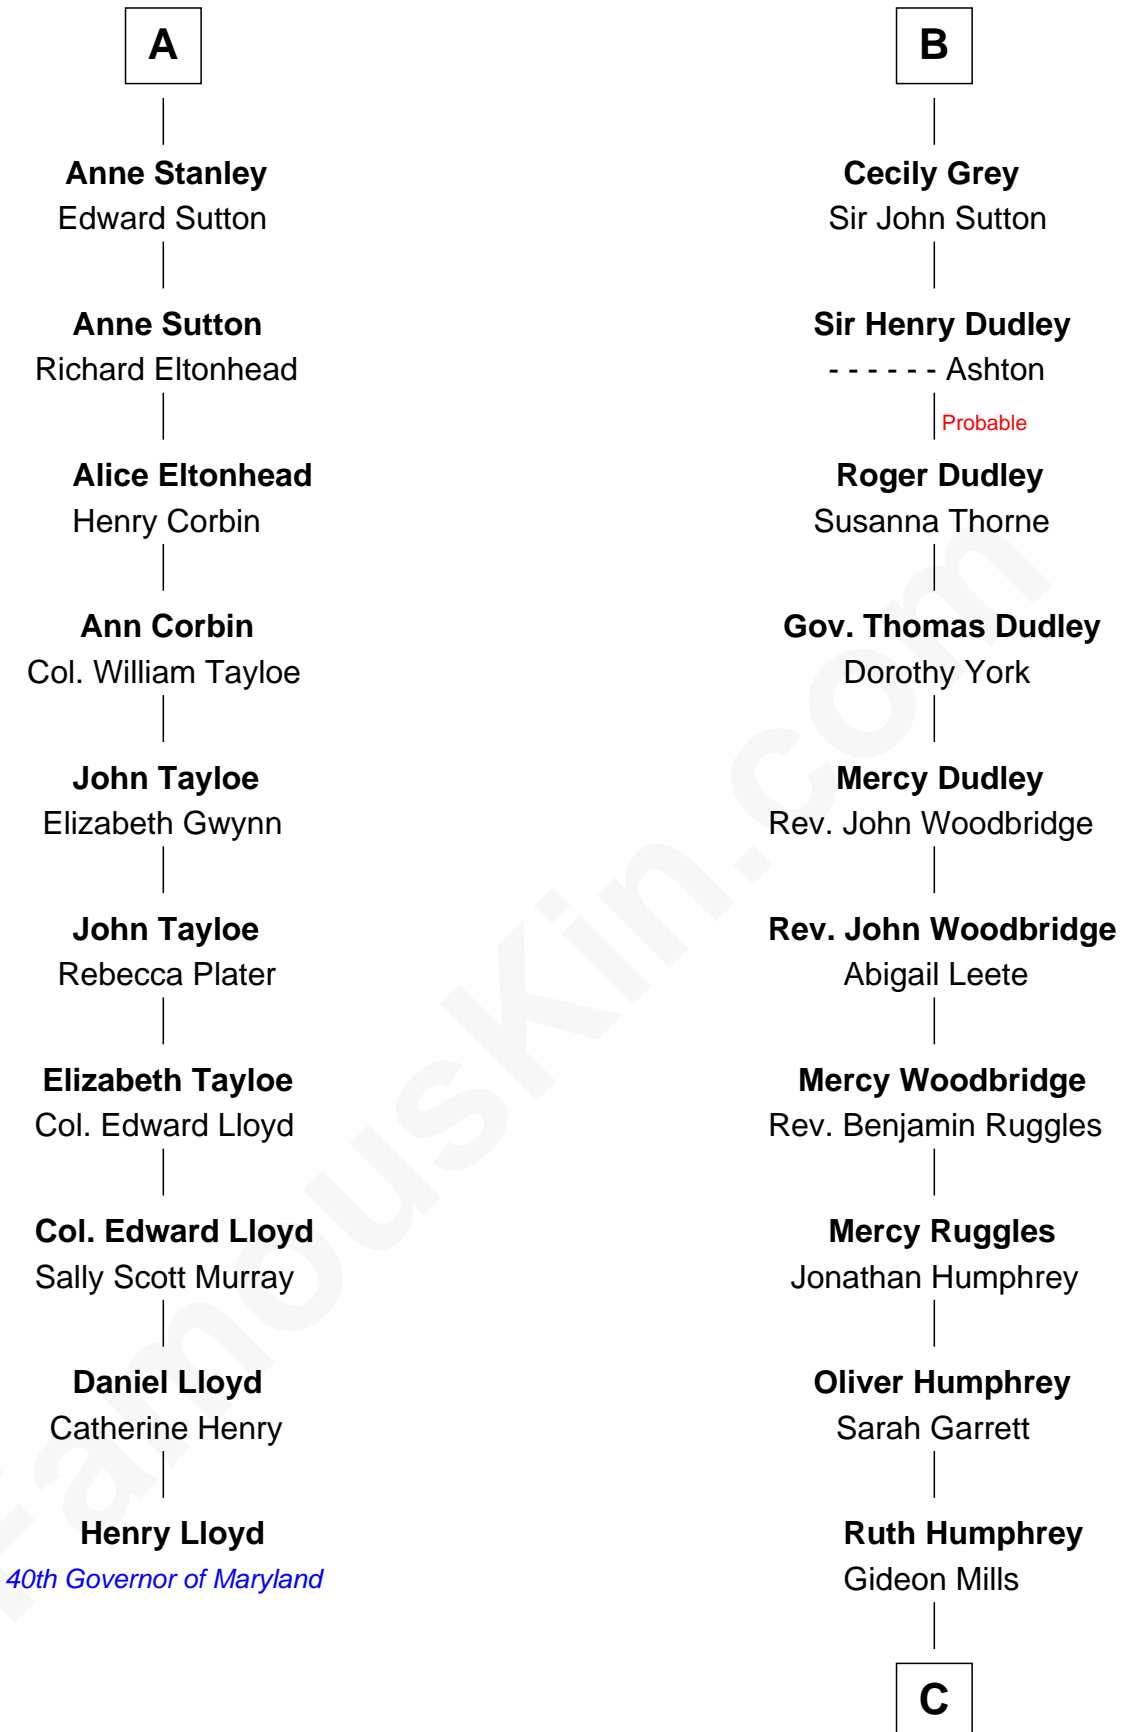 A
Anne Stanley
Edward Sutton
Anne Sutton
Richard Eltonhead
Alice Eltonhead
Henry Corbin
Ann Corbin
Col. William Tayloe
John Tayloe
Elizabeth Gwynn
John Tayloe
Rebecca Plater
Elizabeth Tayloe
Col. Edward Lloyd
Col. Edward Lloyd
Sally Scott Murray
Daniel Lloyd
Catherine Henry
Henry Lloyd
40th Governor of Maryland
B
Cecily Grey
Sir John Sutton
Sir Henry Dudley
- - - - - - Ashton
Probable
Roger Dudley
Susanna Thorne
Gov. Thomas Dudley
Dorothy York
Mercy Dudley
Rev. John Woodbridge
Rev. John Woodbridge
Abigail Leete
Mercy Woodbridge
Rev. Benjamin Ruggles
Mercy Ruggles
Jonathan Humphrey
Oliver Humphrey
Sarah Garrett
Ruth Humphrey
Gideon Mills
C
FamousKin.com